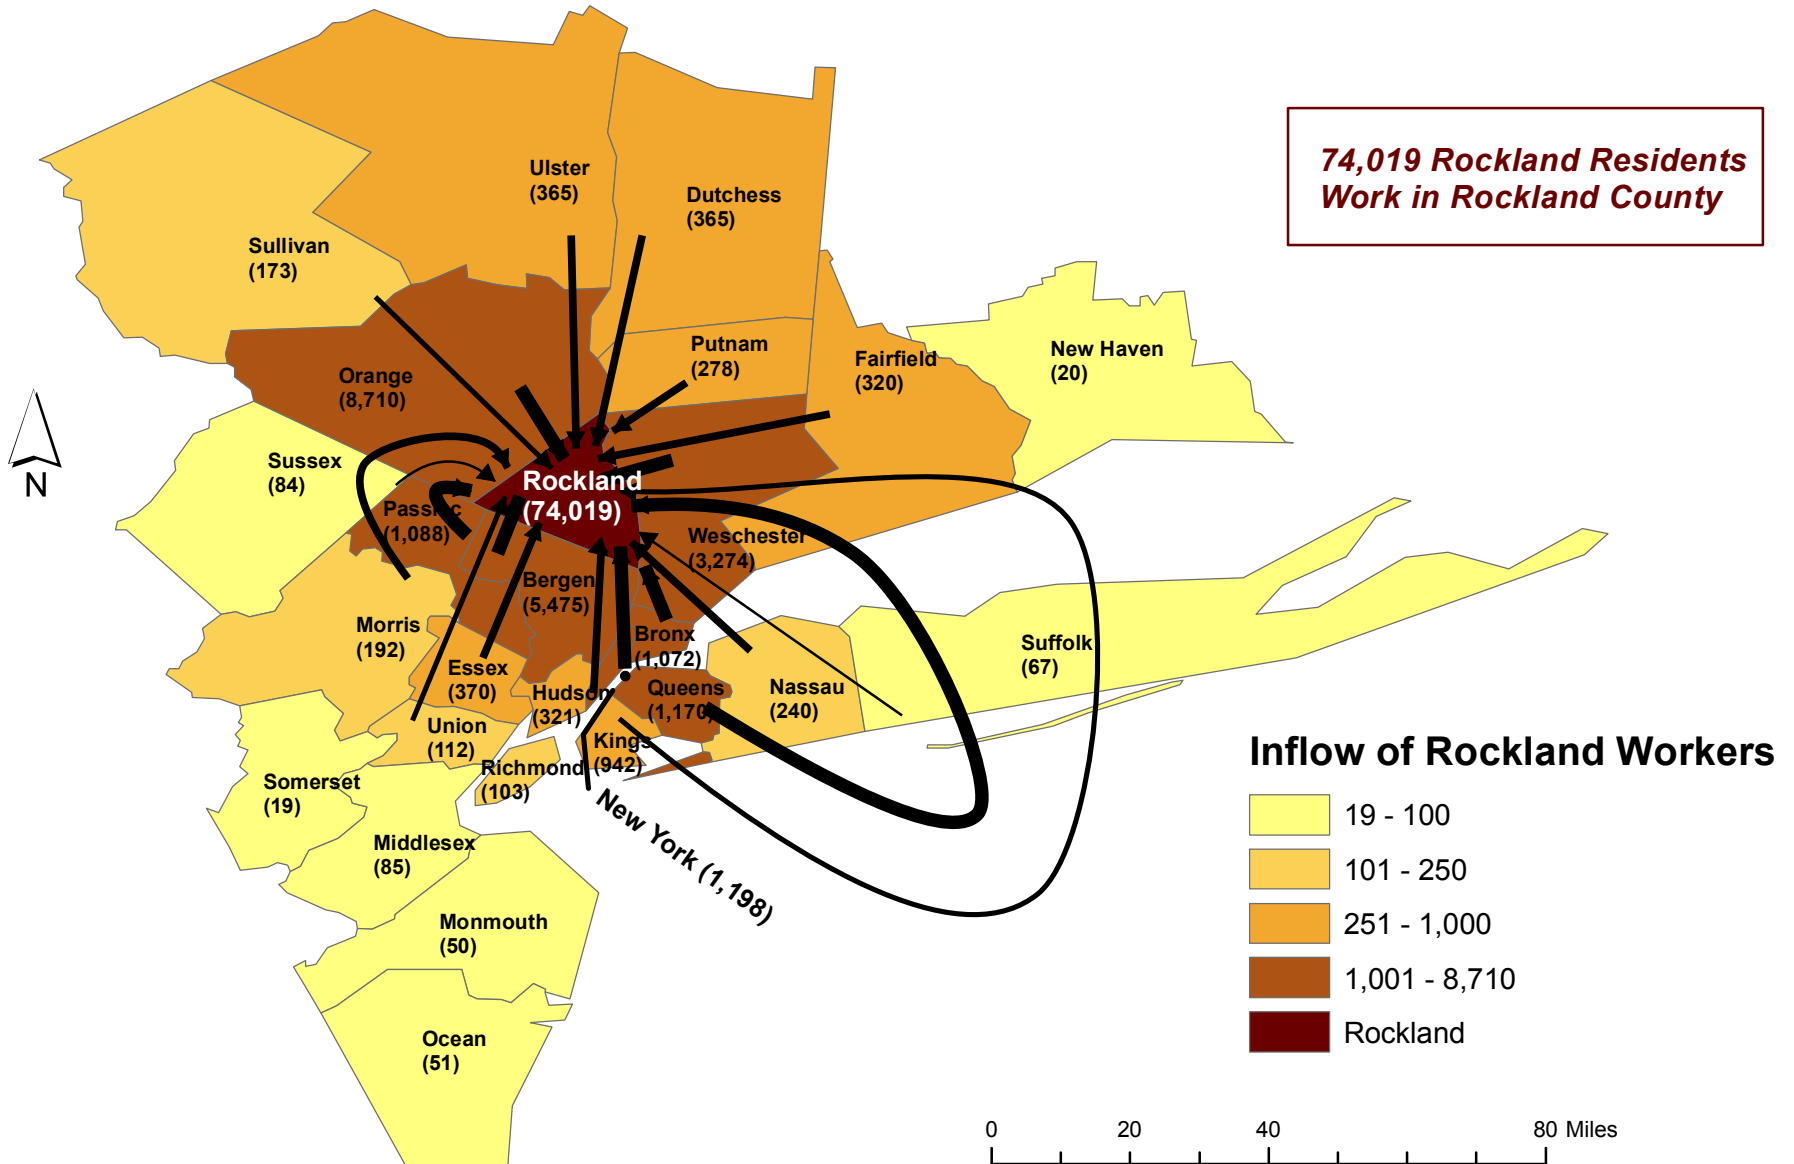 74,019 Rockland Residents
Work in Rockland County
Ulster
(365)
Dutchess
(365)
Sullivan
(173)
Putnam
(278)
Fairfield
(320)
New Haven
(20)
Orange
(8,710)
Sussex
(84)
N
Rockland
(74,019)
Passaic
(1,088)
Weschester
(3,274)
Bergen
(5,475)
Morris
(192)
Bronx
(1,072)
Suffolk
(67)
Essex
(370)
Hudson
(321)
Queens
(1,170)
Nassau
(240)
Union
(112)
Kings
(942)
Richmond
(103)
Somerset
(19)
New York (1,198)
Middlesex
(85)
Monmouth
(50)
Ocean
(51)
Inflow of Rockland Workers
19 - 100
101 - 250
251 - 1,000
1,001 - 8,710
Rockland
0 20 40 80 Miles